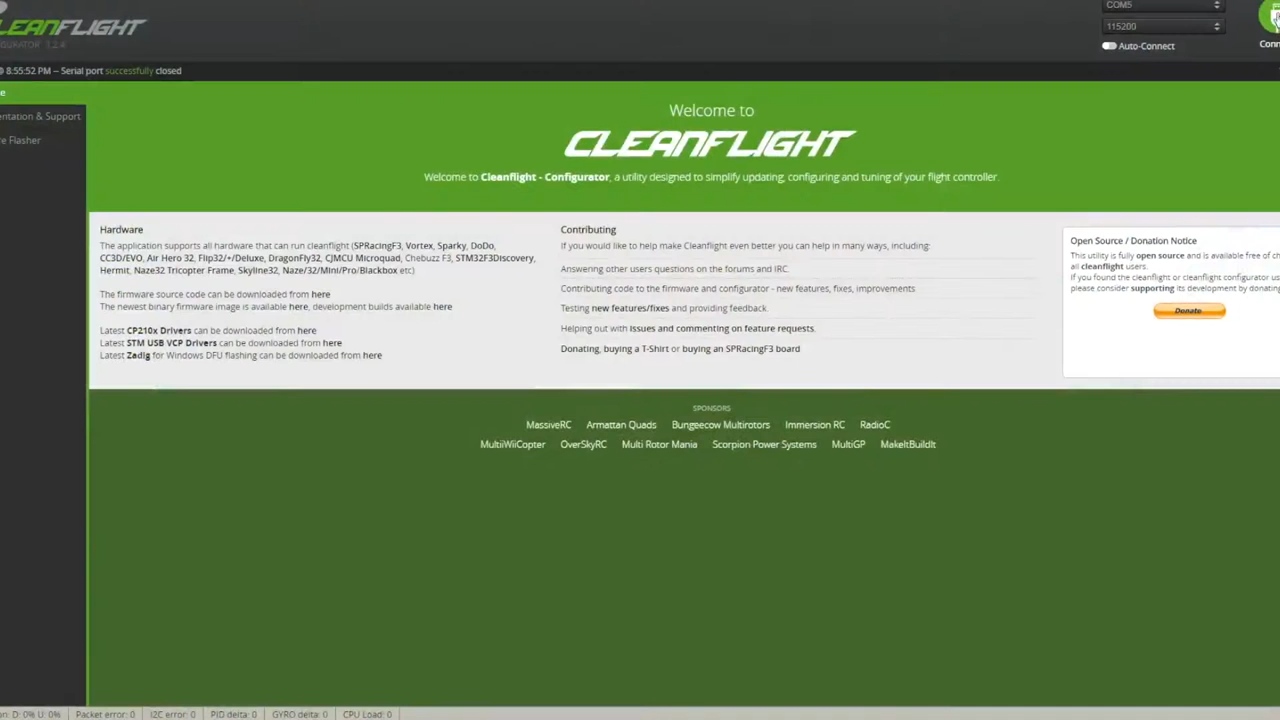 LEANFLIGHT
COM5
115200
Auto-Connect
Conn
8:55:52 PM -- Serial port successfully closed
e
entation & Support
e Flasher
Welcome to
CLEANFLIGHT
Welcome to Cleanflight - Configurator, a utility designed to simplify updating, configuring and tuning of your flight controller.
Hardware
The application supports all hardware that can run cleanflight (SPRacingF3, Vortex, Sparky, DoDo,
CC3D/EVO, Air Hero 32, Flip32/+/Deluxe, DragonFly32, CJMCU Microquad, Chebuzz F3, STM32F3Discovery,
Hermit, Naze32 Tricopter Frame, Skyline32, Naze/32/Mini/Pro/Blackbox etc)
The firmware source code can be downloaded from here
The newest binary firmware image is available here, development builds available here
Latest CP210x Drivers can be downloaded from here
Latest STM USB VCP Drivers can be downloaded from here
Latest Zadig for Windows DFU flashing can be downloaded from here
Contributing
If you would like to help make Cleanflight even better you can help in many ways, including:
Answering other users questions on the forums and IRC.
Contributing code to the firmware and configurator - new features, fixes, improvements
Testing new features/fixes and providing feedback.
Helping out with issues and commenting on feature requests.
Donating, buying a T-Shirt or buying an SPRacingF3 board
Open Source / Donation Notice
This utility is fully open source and is available free of ch
all cleanflight users.
If you found the cleanflight or cleanflight configurator us
please consider supporting its development by donating
Donate
SPONSORS
MassiveRC Armattan Quads Bungeecow Multirotors Immersion RC RadioC
MultiWiiCopter OverSkyRC Multi Rotor Mania Scorpion Power Systems MultiGP MakeItBuildIt
on: D: 0% U: 0% Packet error: 0 I2C error: 0 PID delta: 0 GYRO delta: 0 CPU Load: 0